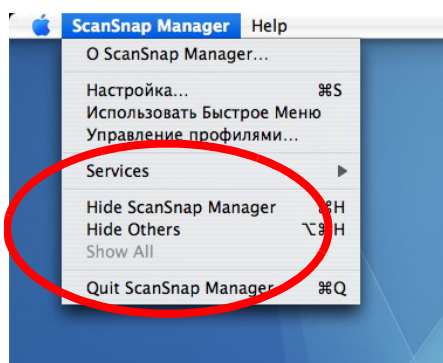 ScanSnap Manager Help
О ScanSnap Manager...
Настройка... ⌘S
Использовать Быстрое Меню
Управление профилями...
Services ▶
Hide ScanSnap Manager ⌘H
Hide Others ⌥⌘H
Show All
Quit ScanSnap Manager ⌘Q